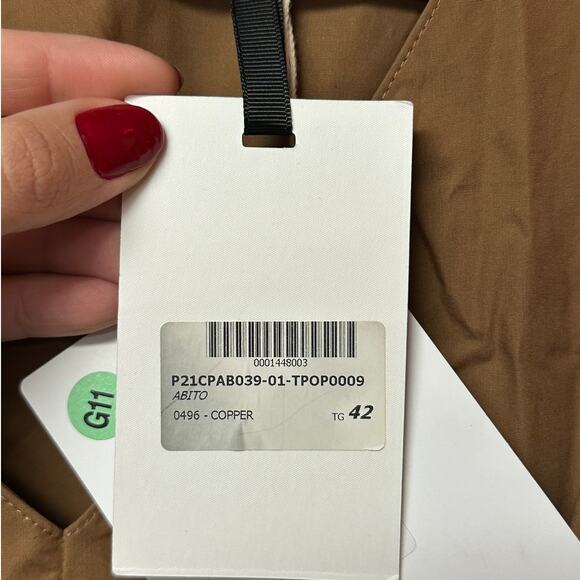 0001448003
P21CPAB039-01-TPOP0009
ABITO
0496 - COPPER TG 42
G11